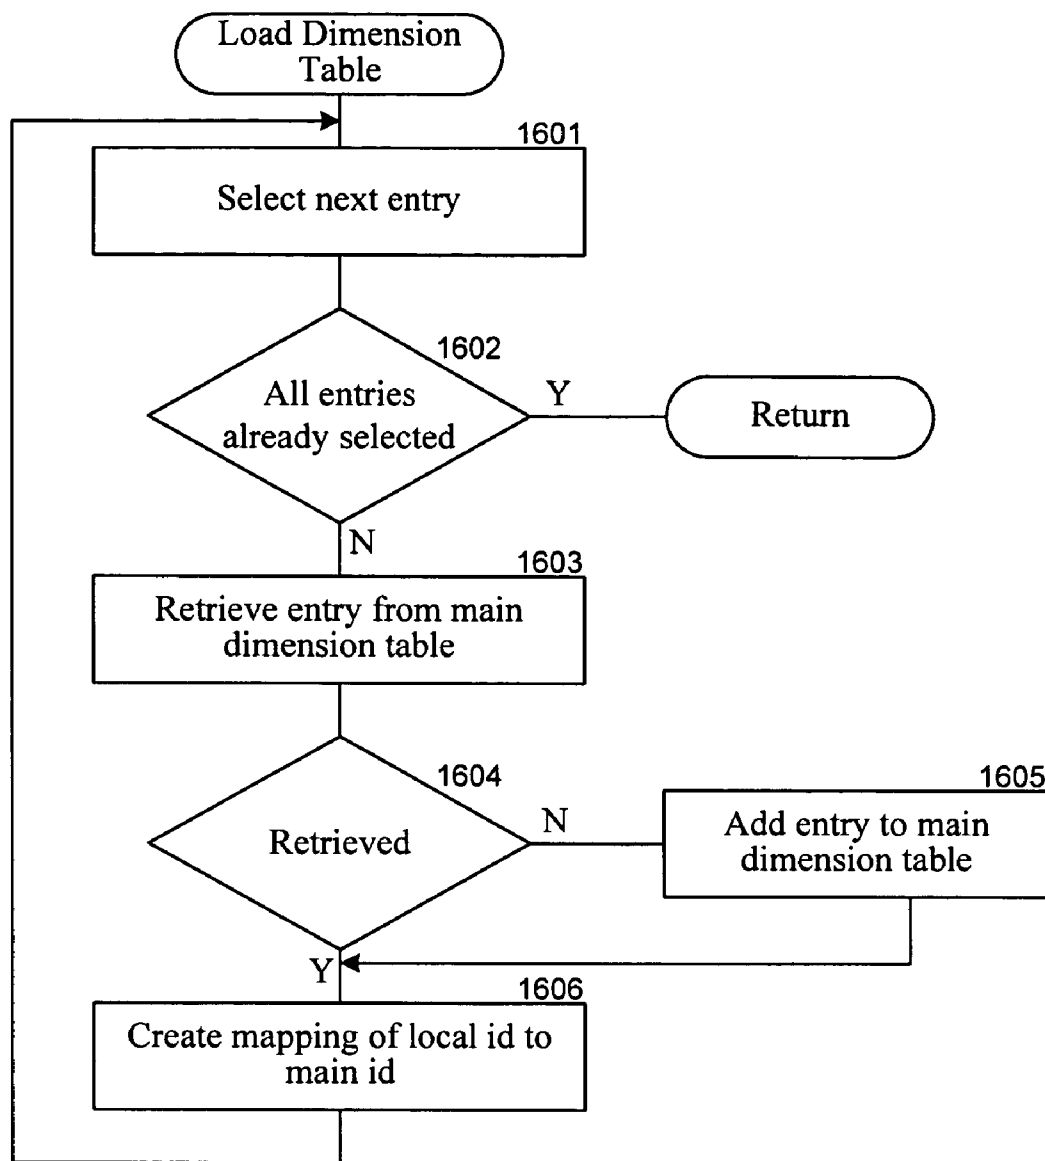 Load Dimension
Table
1601
Select next entry
1602
All entries
already selected
Y
Return
N
1603
Retrieve entry from main
dimension table
1604
Retrieved
N
1605
Add entry to main
dimension table
Y
1606
Create mapping of local id to
main id